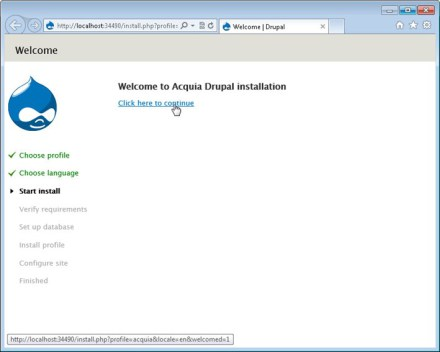 http://localhost:34490/install.php?profile=
Welcome | Drupal
Welcome
Welcome to Acquia Drupal installation
Click here to continue
Choose profile
Choose language
Start install
Verify requirements
Set up database
Install profile
Configure site
Finished
http://localhost:34490/install.php?profile=acquia&locale=en&welcomed=1